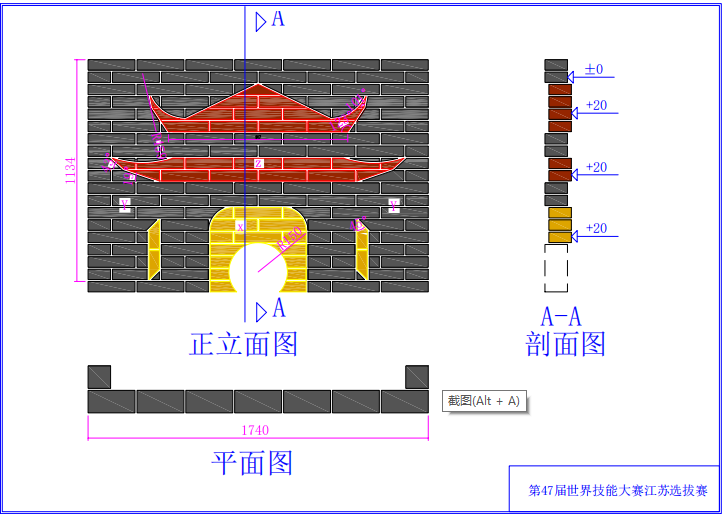 A
±0
+20
1134
Z
+20
Y
Y
X
R150
+20
A
正立面图
A-A
剖面图
截图(Alt + A)
1740
平面图
第47届世界技能大赛江苏选拔赛